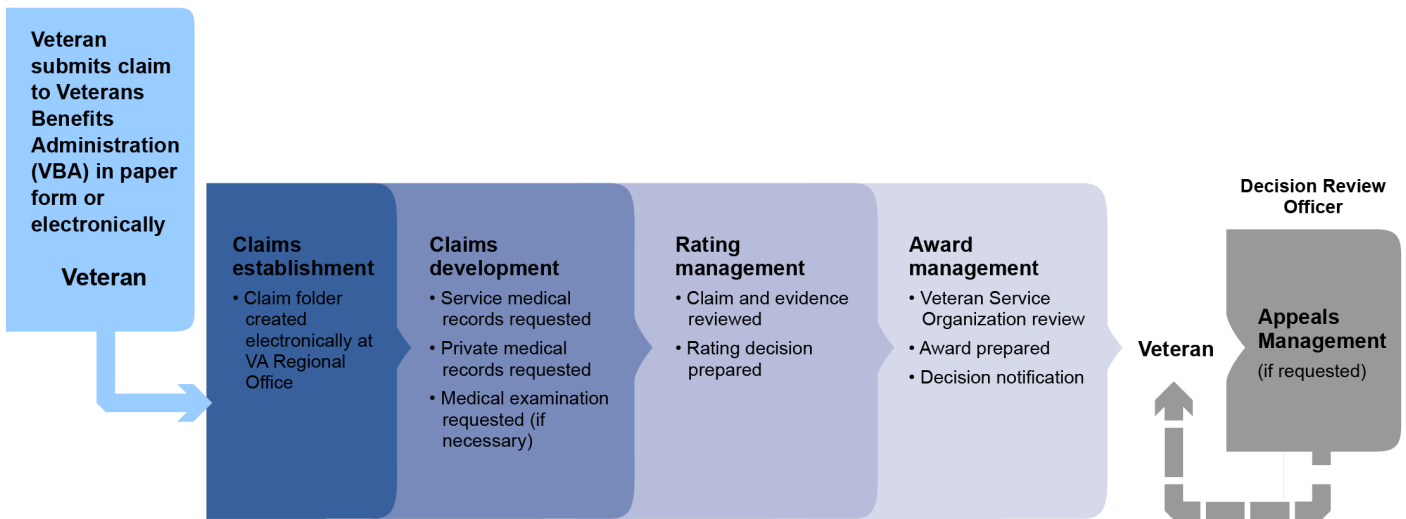 Veteran
submits claim
to Veterans
Benefits
Administration
(VBA) in paper
form or
electronically
Veteran
Claims
establishment
• Claim folder
created
electronically at
VA Regional
Office
Claims
development
• Service medical
records requested
• Private medical
records requested
• Medical examination
requested (if
necessary)
Rating
management
• Claim and evidence
reviewed
• Rating decision
prepared
Award
management
• Veteran Service
Organization review
• Award prepared
• Decision notification
Veteran
Decision Review
Officer
Appeals
Management
(if requested)